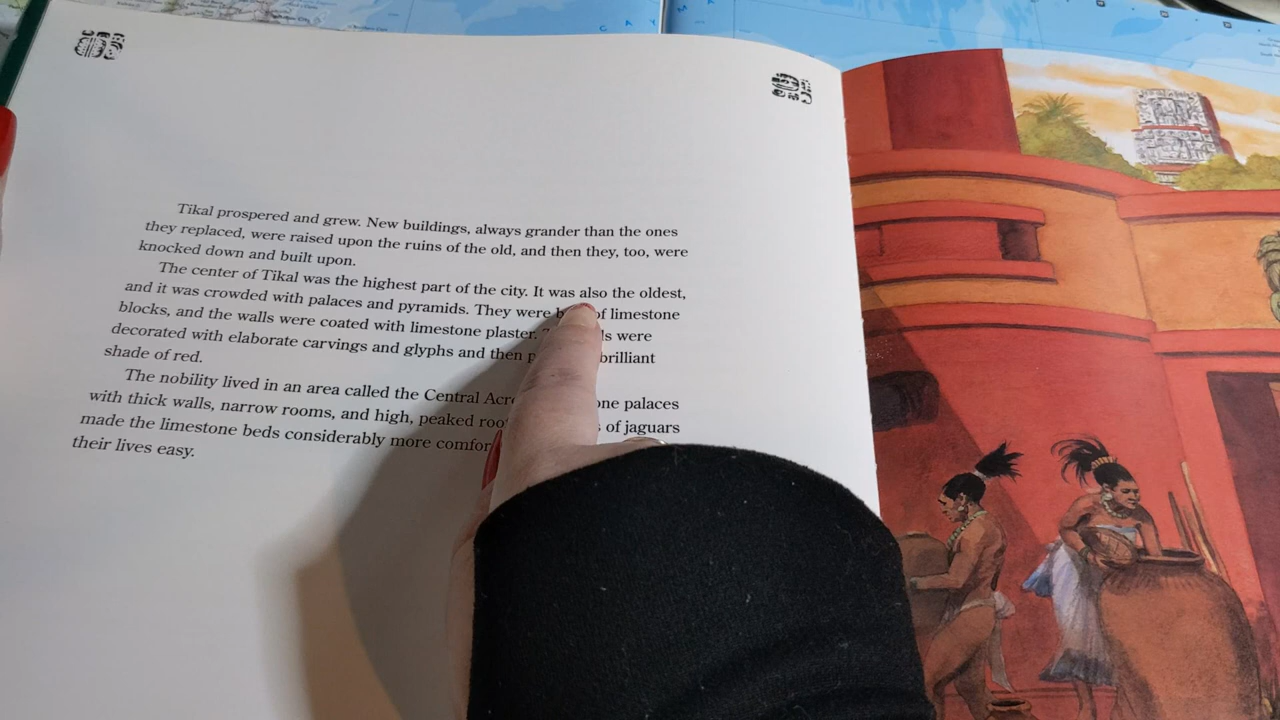 Tikal prospered and grew. New buildings, always grander than the ones
they replaced, were raised upon the ruins of the old, and then they, too, were
knocked down and built upon.
The center of Tikal was the highest part of the city. It was also the oldest,
and it was crowded with palaces and pyramids. They were of limestone
blocks, and the walls were coated with limestone plaster. were
decorated with elaborate carvings and glyphs and then brilliant
shade of red.
The nobility lived in an area called the Central palaces
with thick walls, narrow rooms, and high, peaked of jaguars
made the limestone beds considerably more
their lives easy.